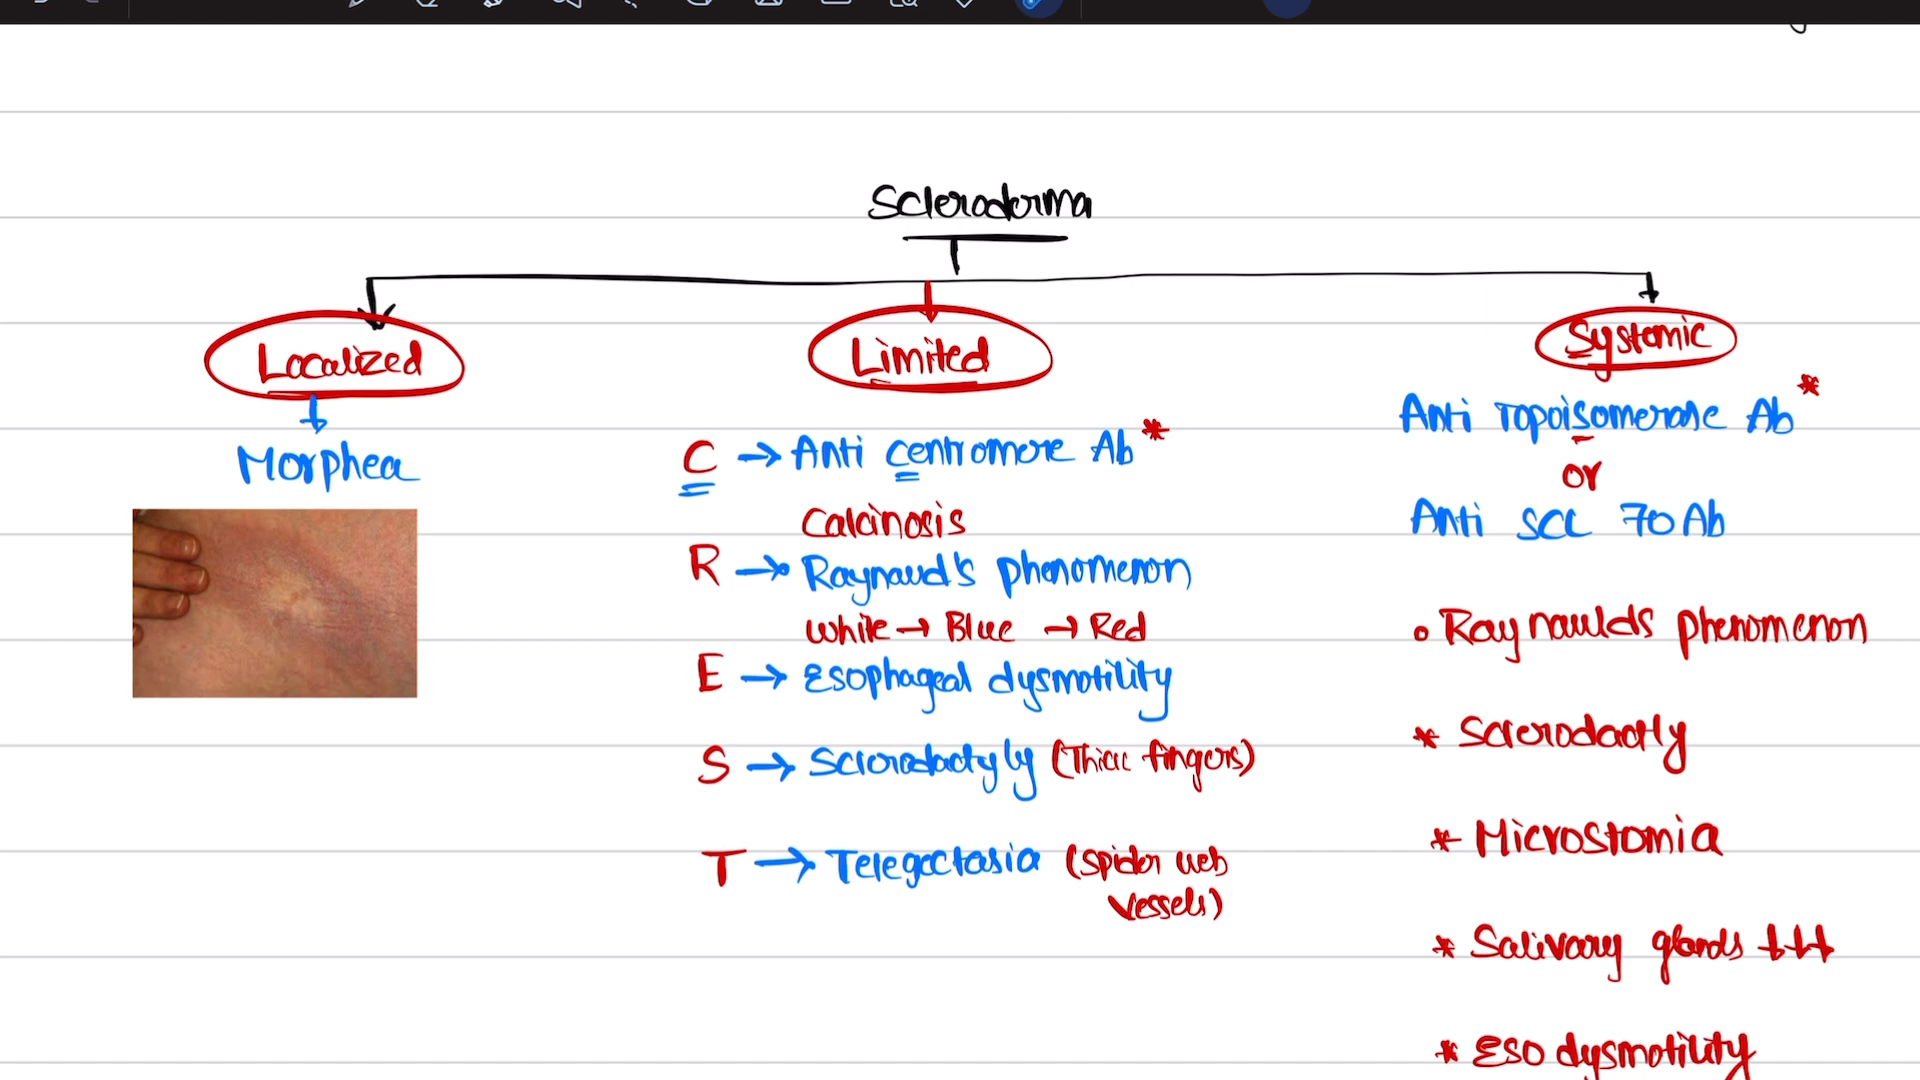 Scleroderma
Localized
Morphea
Limited
C → Anti centromere Ab*
Calcinosis
R → Raynaud's phenomenon
White → Blue → Red
E → Esophageal dysmotility
S → Sclerodactyly (Thick fingers)
T → Telegectasia (spider web
vessels)
Systemic
Anti Topoisomerase Ab*
or
Anti SCL 70 Ab
• Raynaulds phenomenon
* Sclerodactly
* Microstomia
* Salivary glands ↓↓↓
* Eso dysmotility